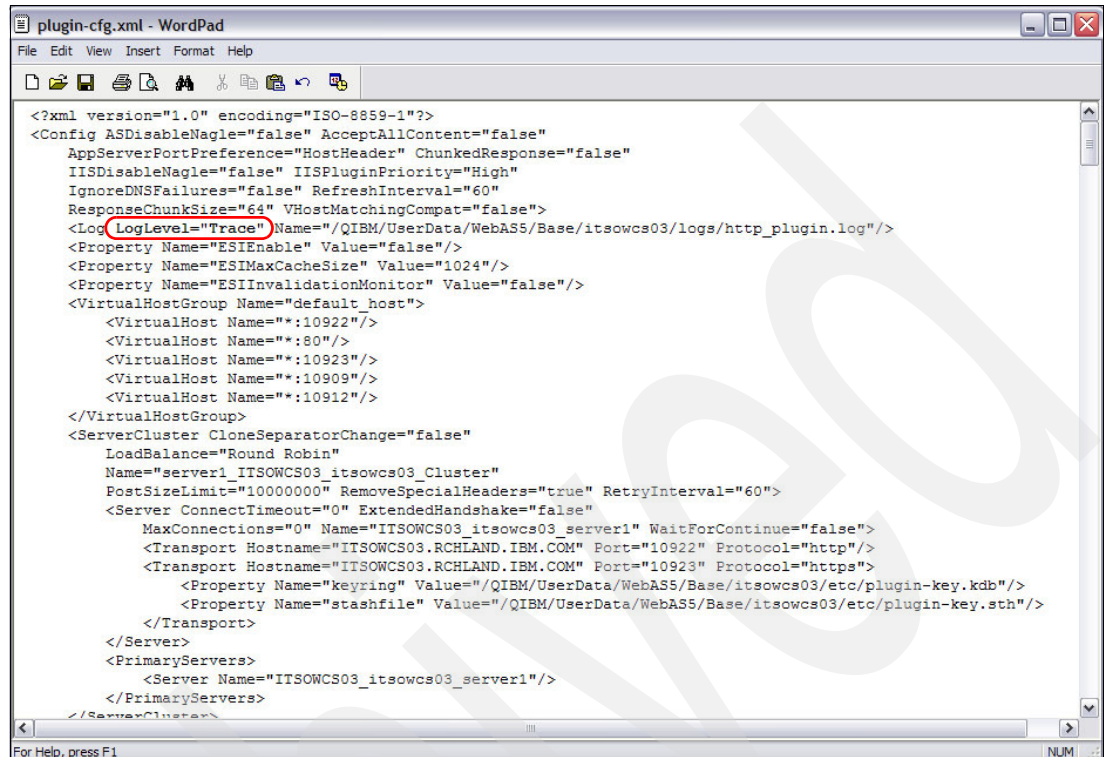 plugin-cfg.xml - WordPad
File Edit View Insert Format Help
<?xml version="1.0" encoding="ISO-8859-1"?>
<Config ASDisableNagle="false" AcceptAllContent="false"
AppServerPortPreference="HostHeader" ChunkedResponse="false"
IISDisableNagle="false" IISPluginPriority="High"
IgnoreDNSFailures="false" RefreshInterval="60"
ResponseChunkSize="64" VHostMatchingCompat="false">
<Log LogLevel="Trace" Name="/QIBM/UserData/WebAS5/Base/itsowcs03/logs/http_plugin.log"/>
<Property Name="ESIEnable" Value="false"/>
<Property Name="ESIMaxCacheSize" Value="1024"/>
<Property Name="ESIInvalidationMonitor" Value="false"/>
<VirtualHostGroup Name="default_host">
<VirtualHost Name="*:10922"/>
<VirtualHost Name="*:80"/>
<VirtualHost Name="*:10923"/>
<VirtualHost Name="*:10909"/>
<VirtualHost Name="*:10912"/>
</VirtualHostGroup>
<ServerCluster CloneSeparatorChange="false"
LoadBalance="Round Robin"
Name="server1_ITSOWCS03_itsowcs03_Cluster"
PostSizeLimit="10000000" RemoveSpecialHeaders="true" RetryInterval="60">
<Server ConnectTimeout="0" ExtendedHandshake="false"
MaxConnections="0" Name="ITSOWCS03_itsowcs03_server1" WaitForContinue="false">
<Transport Hostname="ITSOWCS03.RCHLAND.IBM.COM" Port="10922" Protocol="http"/>
<Transport Hostname="ITSOWCS03.RCHLAND.IBM.COM" Port="10923" Protocol="https">
<Property Name="keyring" Value="/QIBM/UserData/WebAS5/Base/itsowcs03/etc/plugin-key.kdb"/>
<Property Name="stashfile" Value="/QIBM/UserData/WebAS5/Base/itsowcs03/etc/plugin-key.sth"/>
</Transport>
</Server>
<PrimaryServers>
<Server Name="ITSOWCS03_itsowcs03_server1"/>
</PrimaryServers>
</ServerCluster>
For Help, press F1
NUM